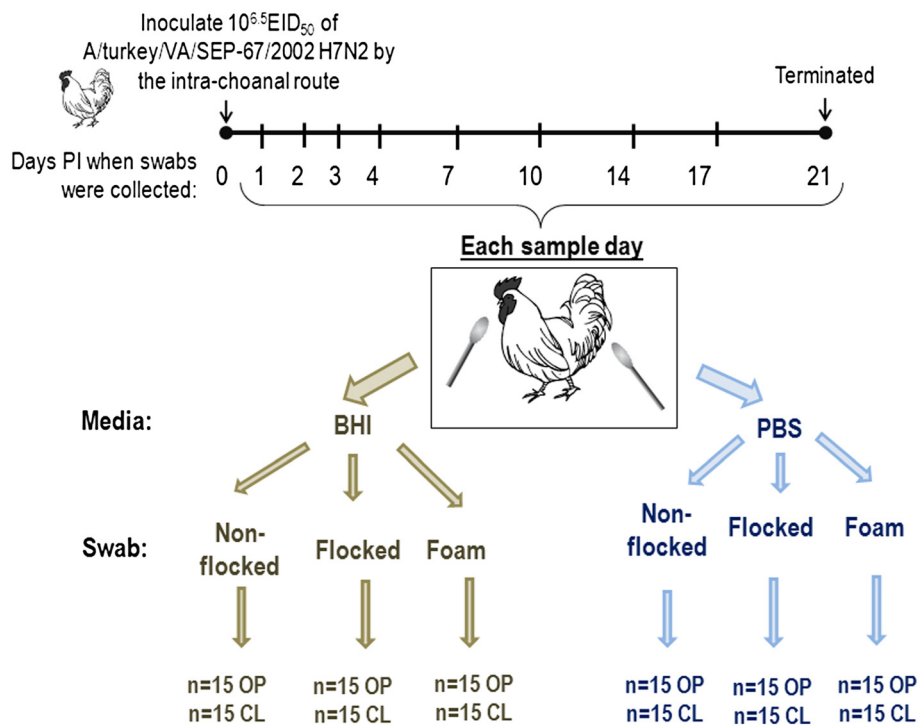 Inoculate 10^6.5EID50 of
A/turkey/VA/SEP-67/2002 H7N2 by
the intra-choanal route
Terminated
Days PI when swabs
were collected:
0 1 2 3 4 7 10 14 17 21
Each sample day
Media:
BHI
PBS
Swab:
Non-
flocked
Flocked
Foam
Non-
flocked
Flocked
Foam
n=15 OP
n=15 CL
n=15 OP
n=15 CL
n=15 OP
n=15 CL
n=15 OP
n=15 CL
n=15 OP
n=15 CL
n=15 OP
n=15 CL